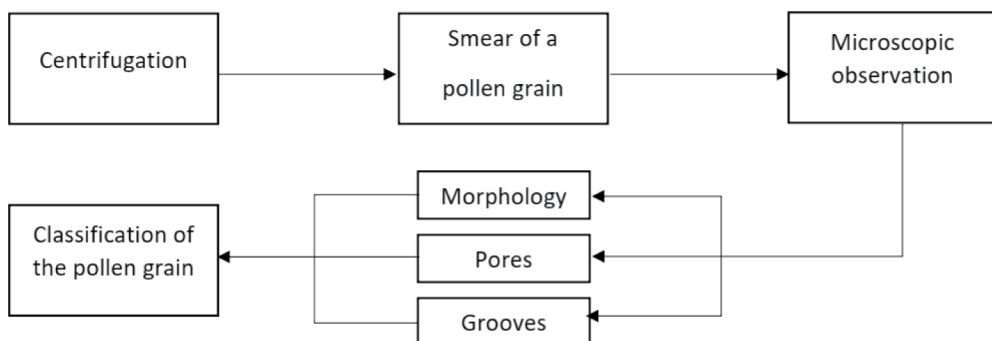 Centrifugation
Smear of a
pollen grain
Microscopic
observation
Morphology
Classification of
the pollen grain
Pores
Grooves